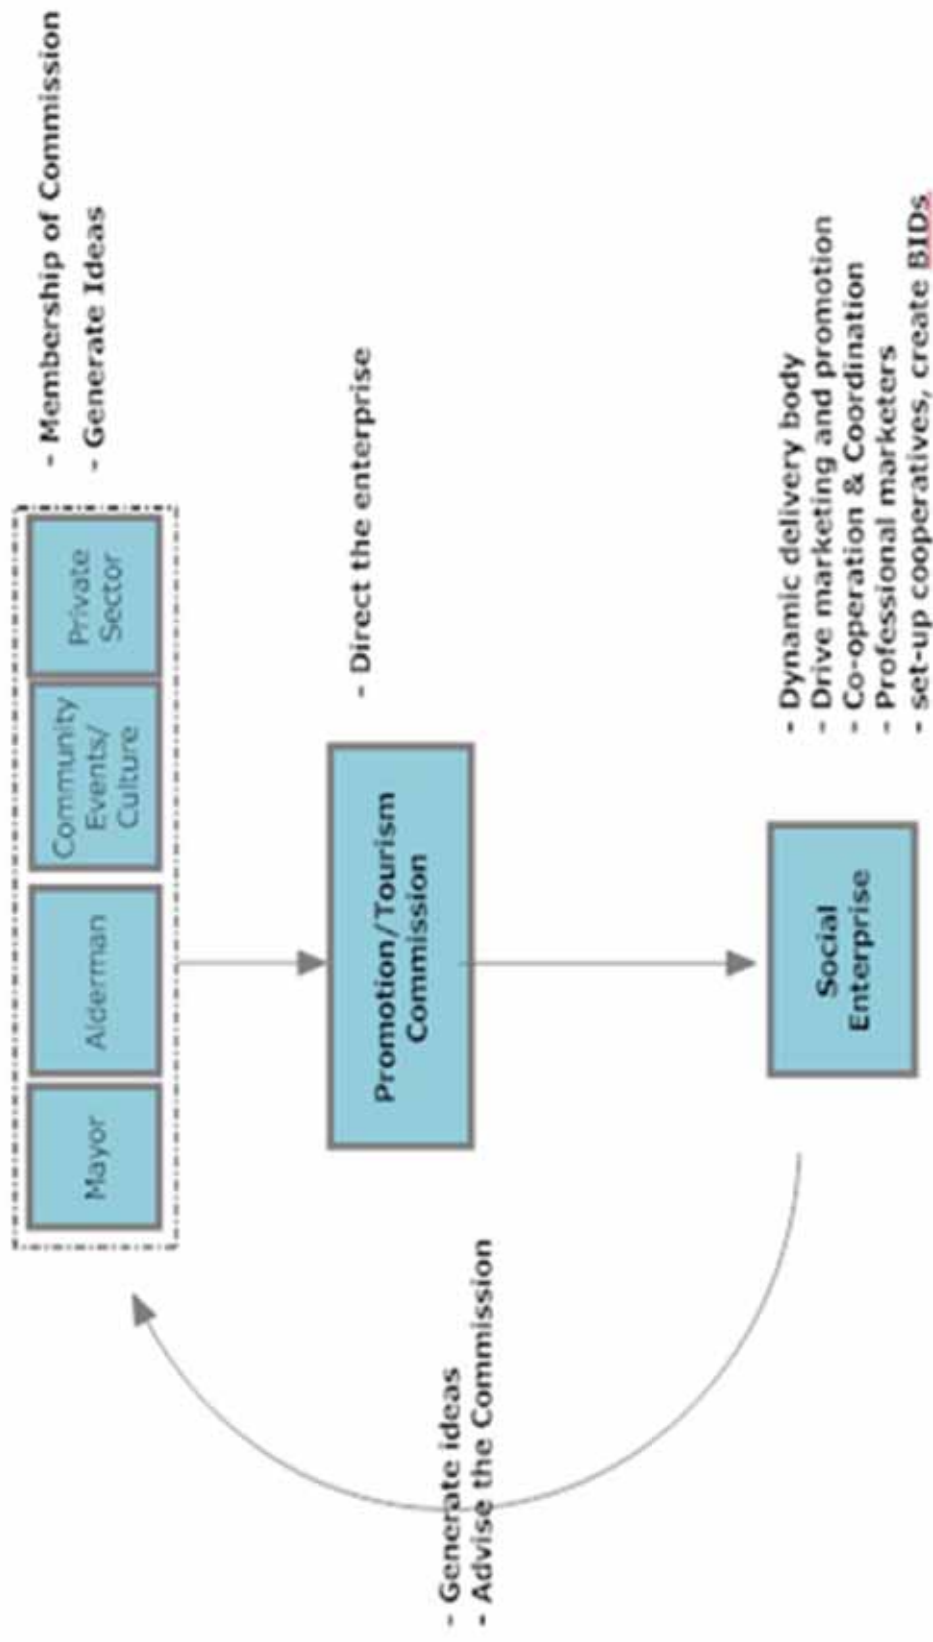 Mayor
Alderman
Community
Events/
Culture
Private
Sector
- Membership of Commission
- Generate Ideas
Promotion/Tourism
Commission
- Direct the enterprise
- Generate ideas
- Advise the Commission
Social
Enterprise
- Dynamic delivery body
- Drive marketing and promotion
- Co-operation & Coordination
- Professional marketers
- set-up cooperatives, create BIDs,